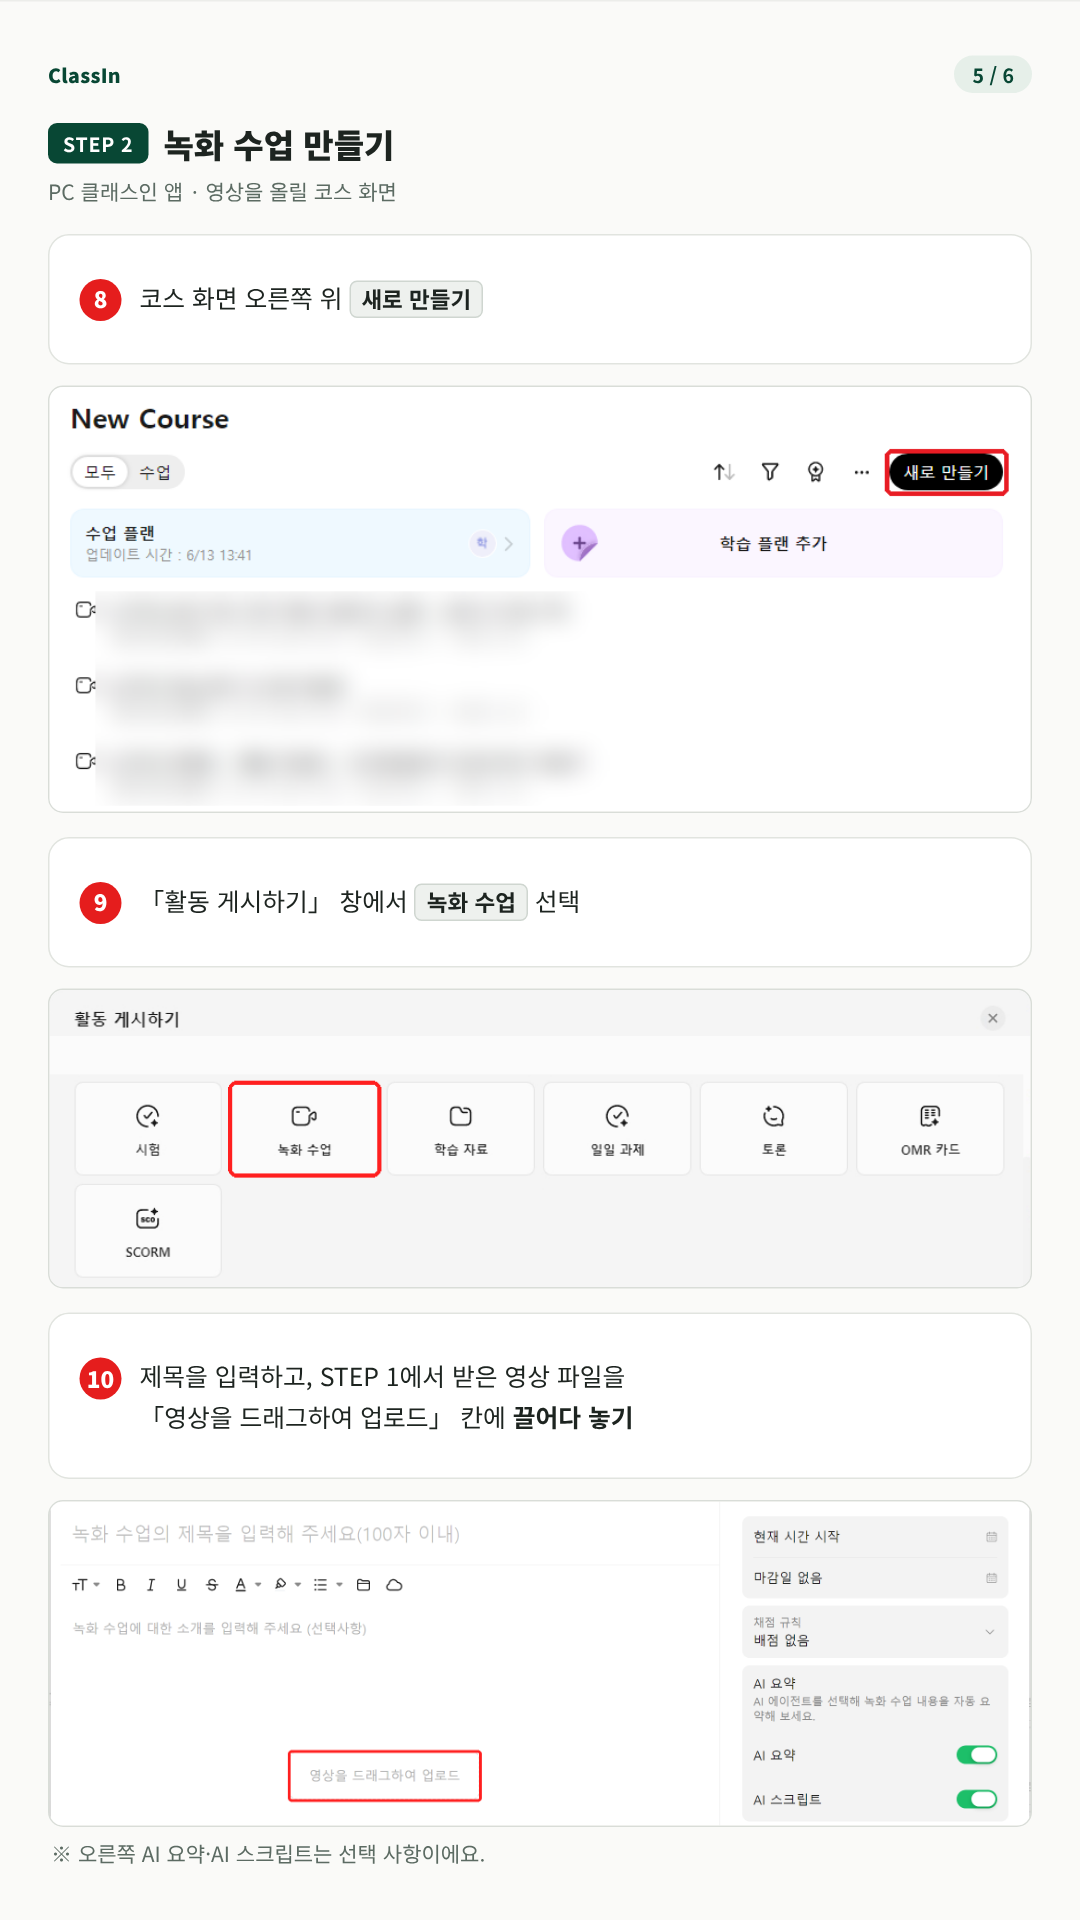 ClassIn
5 / 6
STEP 2 녹화 수업 만들기
PC 클래스인 앱 · 영상을 올릴 코스 화면
8 코스 화면 오른쪽 위 새로 만들기
New Course
모두 수업 새로 만들기
수업 플랜
업데이트 시간 : 6/13 13:41
학
학습 플랜 추가
9 「활동 게시하기」 창에서 녹화 수업 선택
활동 게시하기
시험 녹화 수업 학습 자료 일일 과제 토론 OMR 카드
SCO
SCORM
10 제목을 입력하고, STEP 1에서 받은 영상 파일을
「영상을 드래그하여 업로드」 칸에 끌어다 놓기
녹화 수업의 제목을 입력해 주세요(100자 이내)
TT B I U S A
녹화 수업에 대한 소개를 입력해 주세요 (선택사항)
영상을 드래그하여 업로드
현재 시간 시작
마감일 없음
채점 규칙
배점 없음
AI 요약
AI 에이전트를 선택해 녹화 수업 내용을 자동 요
약해 보세요.
AI 요약
AI 스크립트
※ 오른쪽 AI 요약·AI 스크립트는 선택 사항이에요.